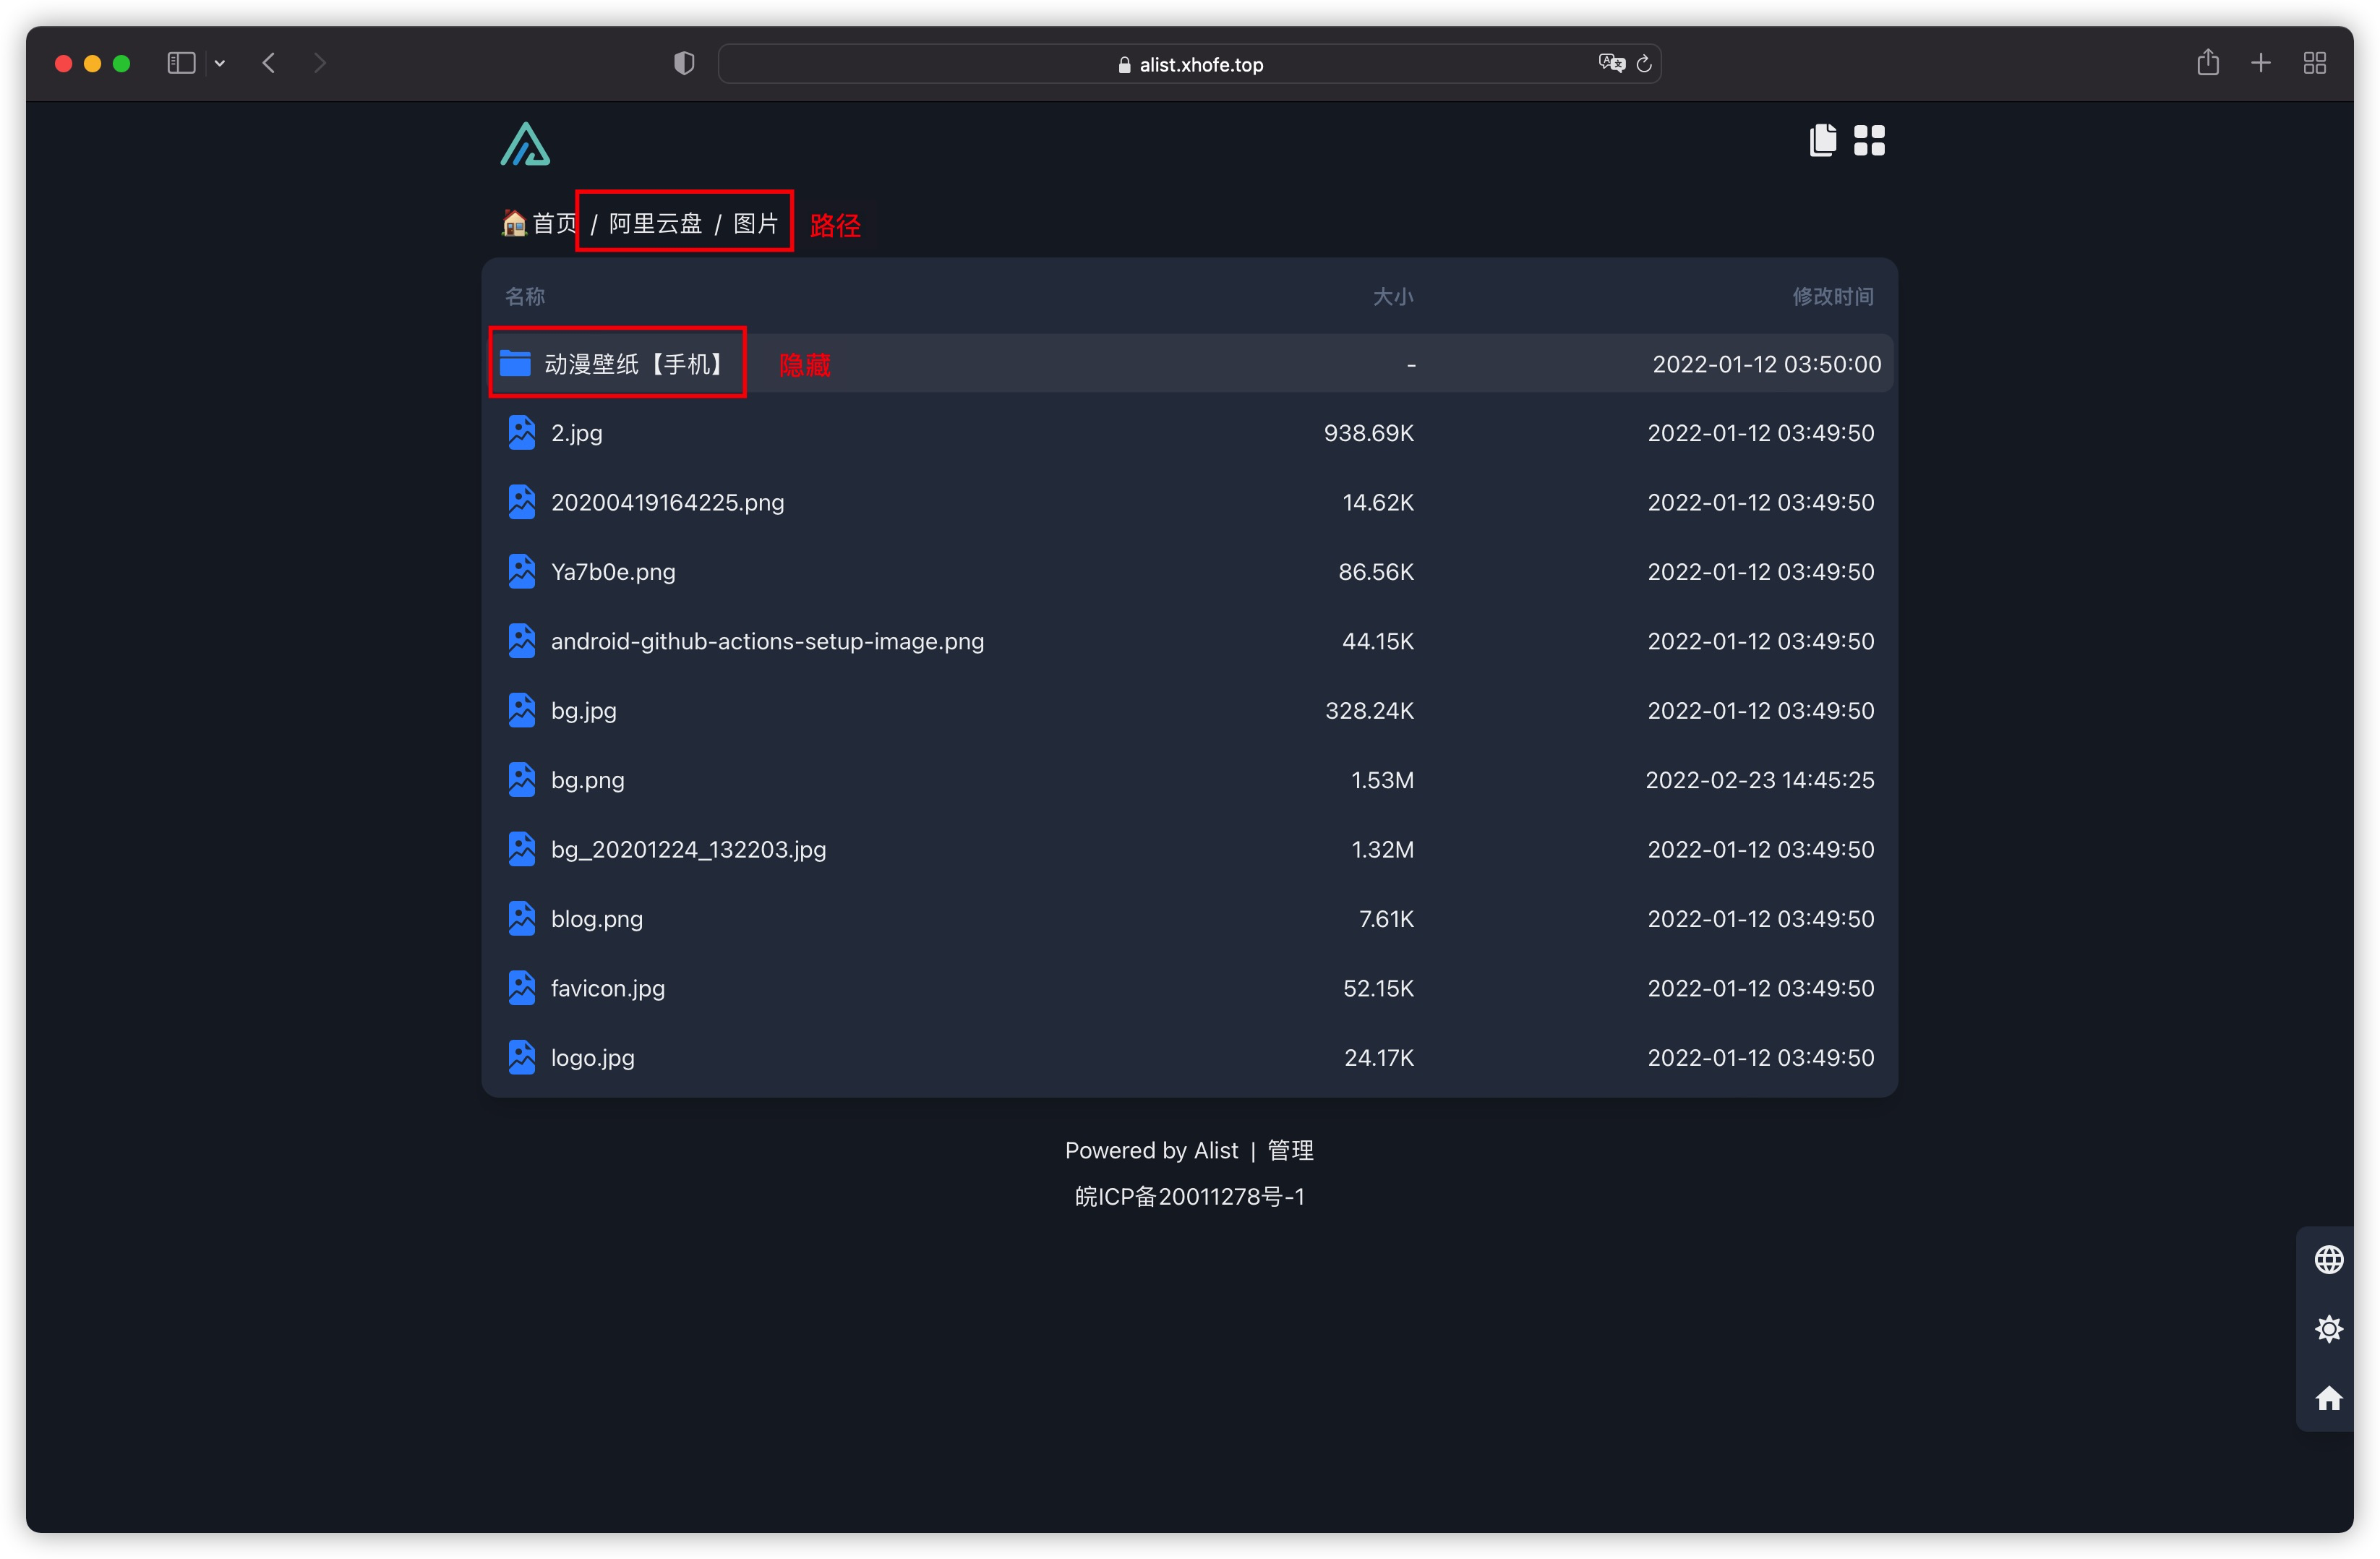 alist.xhofe.top
首页 / 阿里云盘 / 图片 路径
名称 大小 修改时间
动漫壁纸【手机】 隐藏 - 2022-01-12 03:50:00
2.jpg 938.69K 2022-01-12 03:49:50
20200419164225.png 14.62K 2022-01-12 03:49:50
Ya7b0e.png 86.56K 2022-01-12 03:49:50
android-github-actions-setup-image.png 44.15K 2022-01-12 03:49:50
bg.jpg 328.24K 2022-01-12 03:49:50
bg.png 1.53M 2022-02-23 14:45:25
bg_20201224_132203.jpg 1.32M 2022-01-12 03:49:50
blog.png 7.61K 2022-01-12 03:49:50
favicon.jpg 52.15K 2022-01-12 03:49:50
logo.jpg 24.17K 2022-01-12 03:49:50
Powered by Alist | 管理
皖ICP备20011278号-1